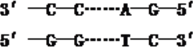 3′ —C—C------A—G—5′
5′ —G—G------T—C—3′